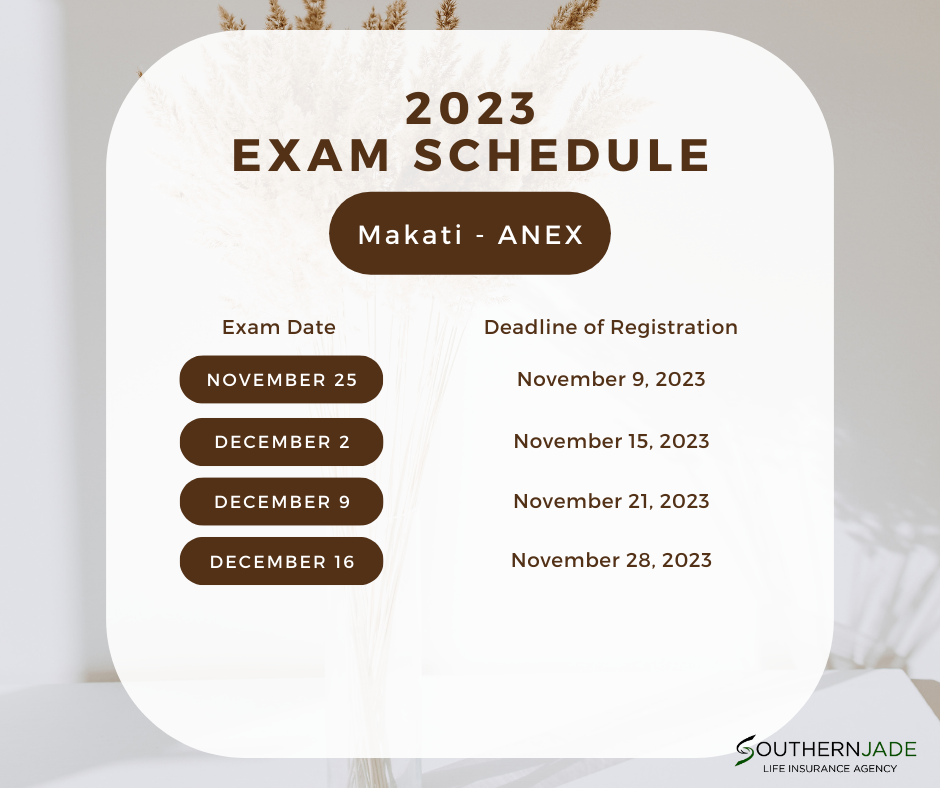 2023
EXAM SCHEDULE
Makati - ANEX
Exam Date Deadline of Registration
NOVEMBER 25 November 9, 2023
DECEMBER 2 November 15, 2023
DECEMBER 9 November 21, 2023
DECEMBER 16 November 28, 2023
SOUTHERNJADE
LIFE INSURANCE AGENCY